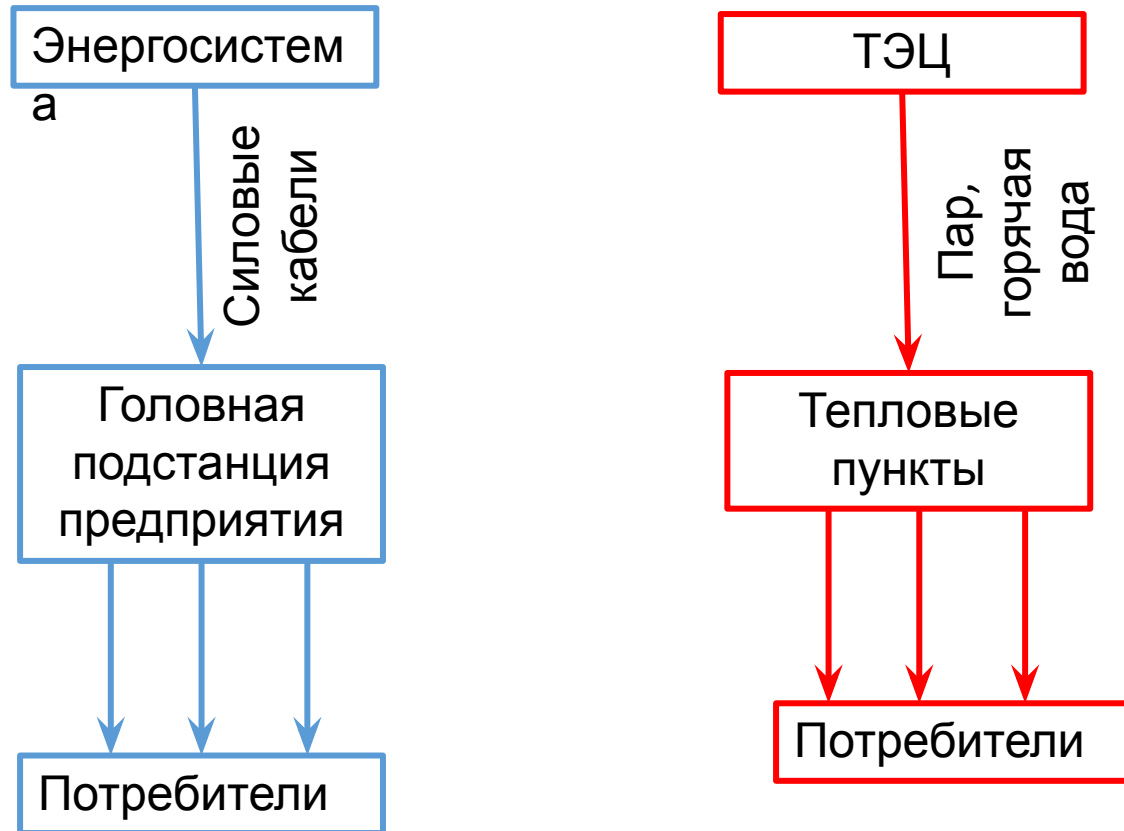 Энергосистем
а
Силовые
кабели
Головная
подстанция
предприятия
Потребители
ТЭЦ
Пар,
горячая
вода
Тепловые
пункты
Потребители